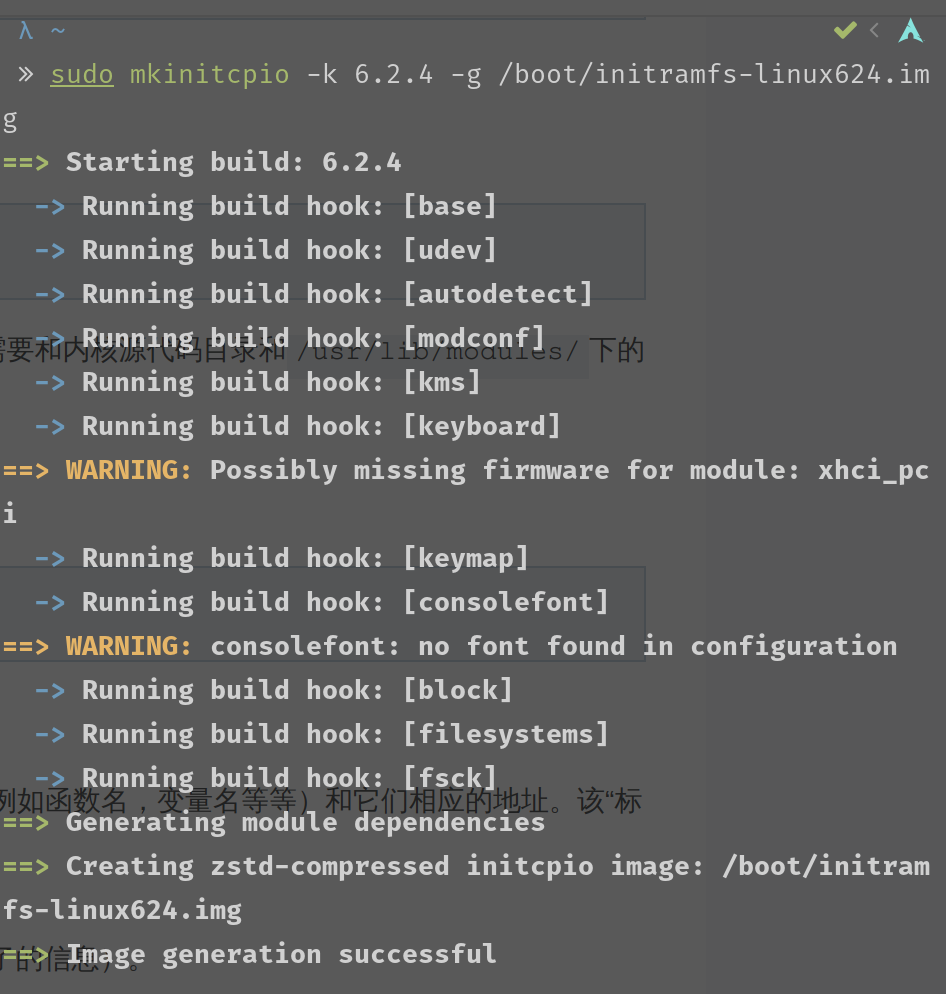 λ ~
» sudo mkinitcpio -k 6.2.4 -g /boot/initramfs-linux624.im
g
==> Starting build: 6.2.4
  -> Running build hook: [base]
  -> Running build hook: [udev]
  -> Running build hook: [autodetect]
  -> Running build hook: [modconf]
需要和内核源代码目录和 /usr/lib/modules/ 下的
  -> Running build hook: [kms]
  -> Running build hook: [keyboard]
==> WARNING: Possibly missing firmware for module: xhci_pc
i
  -> Running build hook: [keymap]
  -> Running build hook: [consolefont]
==> WARNING: consolefont: no font found in configuration
  -> Running build hook: [block]
  -> Running build hook: [filesystems]
  -> Running build hook: [fsck]
例如函数名，变量名等等）和它们相应的地址。该“标
==> Generating module dependencies
==> Creating zstd-compressed initcpio image: /boot/initram
fs-linux624.img
==> Image generation successful
的信息）。